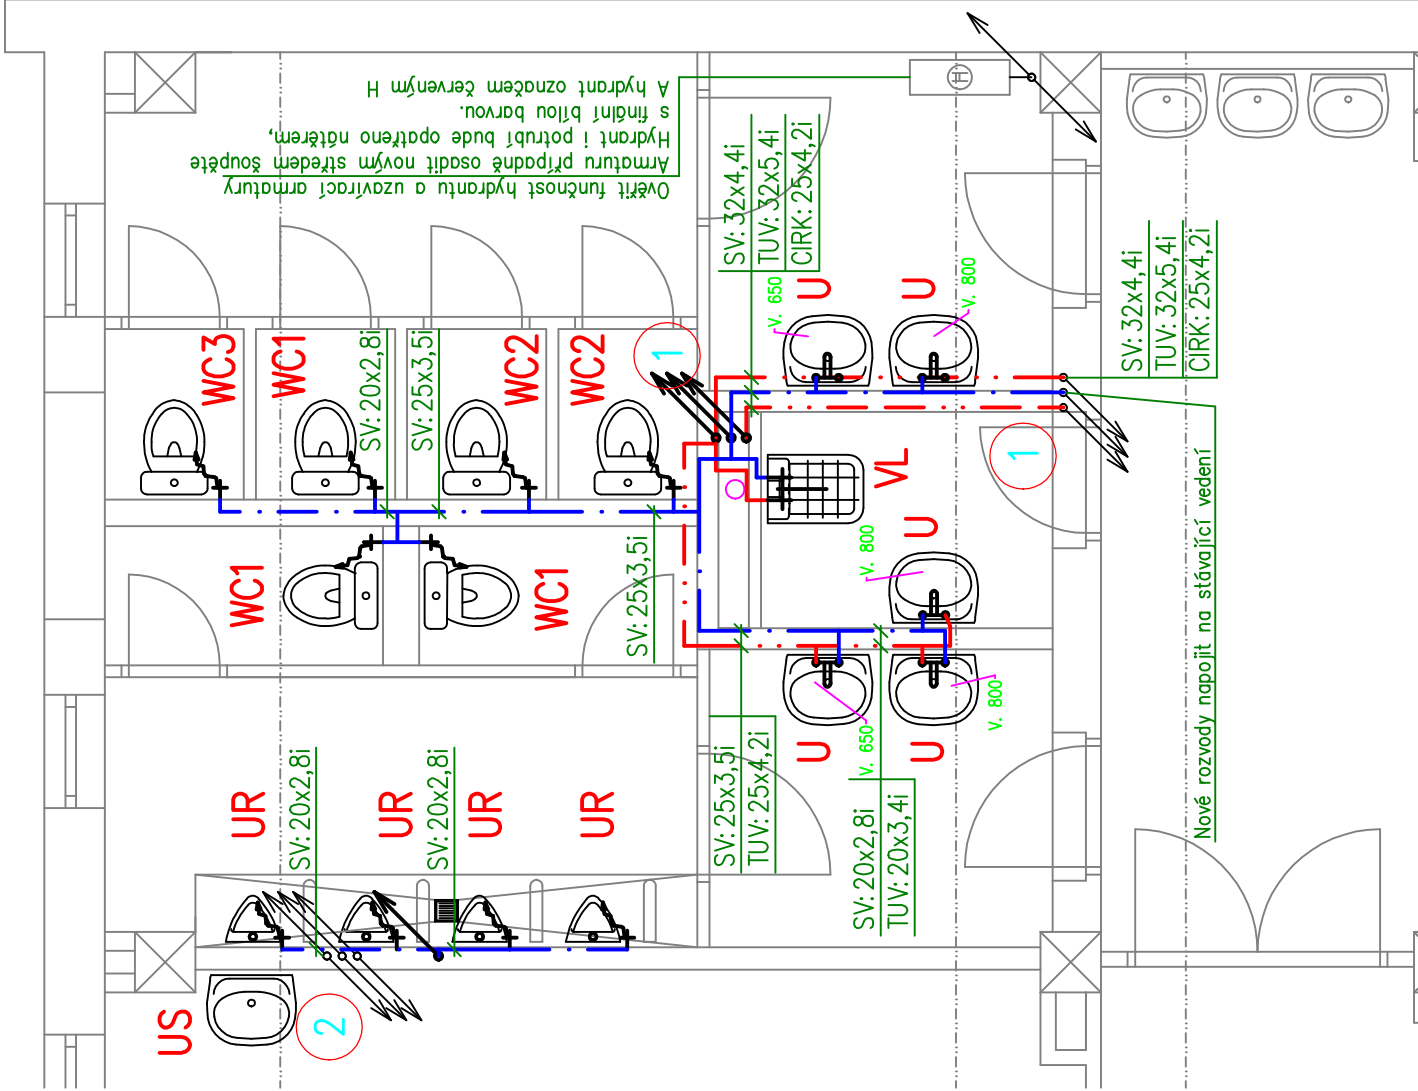 Ověřit funčnost hydrantu a uzavírací armatury
Armaturu případně osadit novým středem šoupěte
Hydrant i potrubí bude opatřeno nátěrem,
s finální bílou barvou.
A hydrant označem červeným H
H
SV: 32x4,4i
TUV: 32x5,4i
CIRK: 25x4,2i
V. 650
U
U
V. 800
SV: 32x4,4i
TUV: 32x5,4i
CIRK: 25x4,2i
WC3
WC1
SV: 20x2,8i
SV: 25x3,5i
WC2
WC2
1
1
VL
WC1
WC1
SV: 25x3,5i
V. 800
U
Nové rozvody napojit na stávající vedení
U
V. 650
U
V. 800
SV: 25x3,5i
TUV: 25x4,2i
SV: 20x2,8i
TUV: 20x3,4i
UR
SV: 20x2,8i
UR
SV: 20x2,8i
UR
UR
US
2